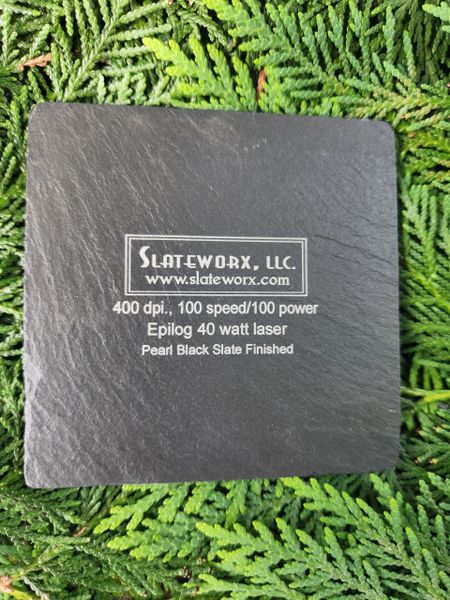 SLATEWORX, LLC.
www.slateworx.com
400 dpi., 100 speed/100 power
Epilog 40 watt laser
Pearl Black Slate Finished